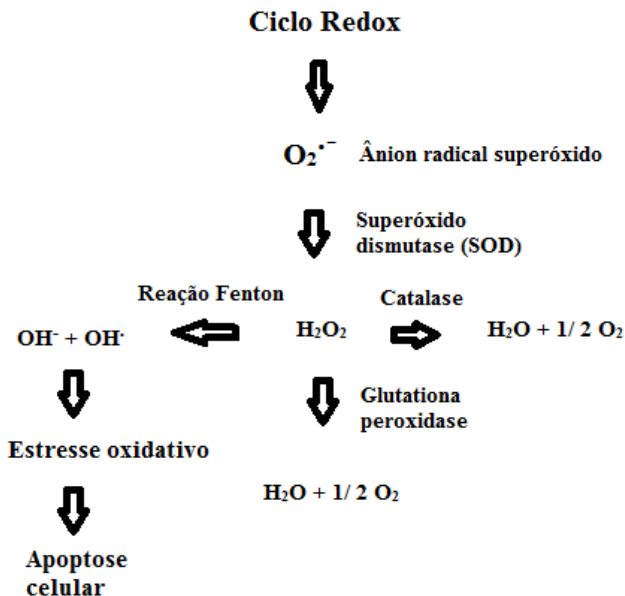 Ciclo Redox
O₂•⁻ Ânion radical superóxido
Superóxido
dismutase (SOD)
Reação Fenton
Catalase
OH⁻ + OH•
H₂O₂
H₂O + 1/ 2 O₂
Glutationa
peroxidase
Estresse oxidativo
H₂O + 1/ 2 O₂
Apoptose
celular